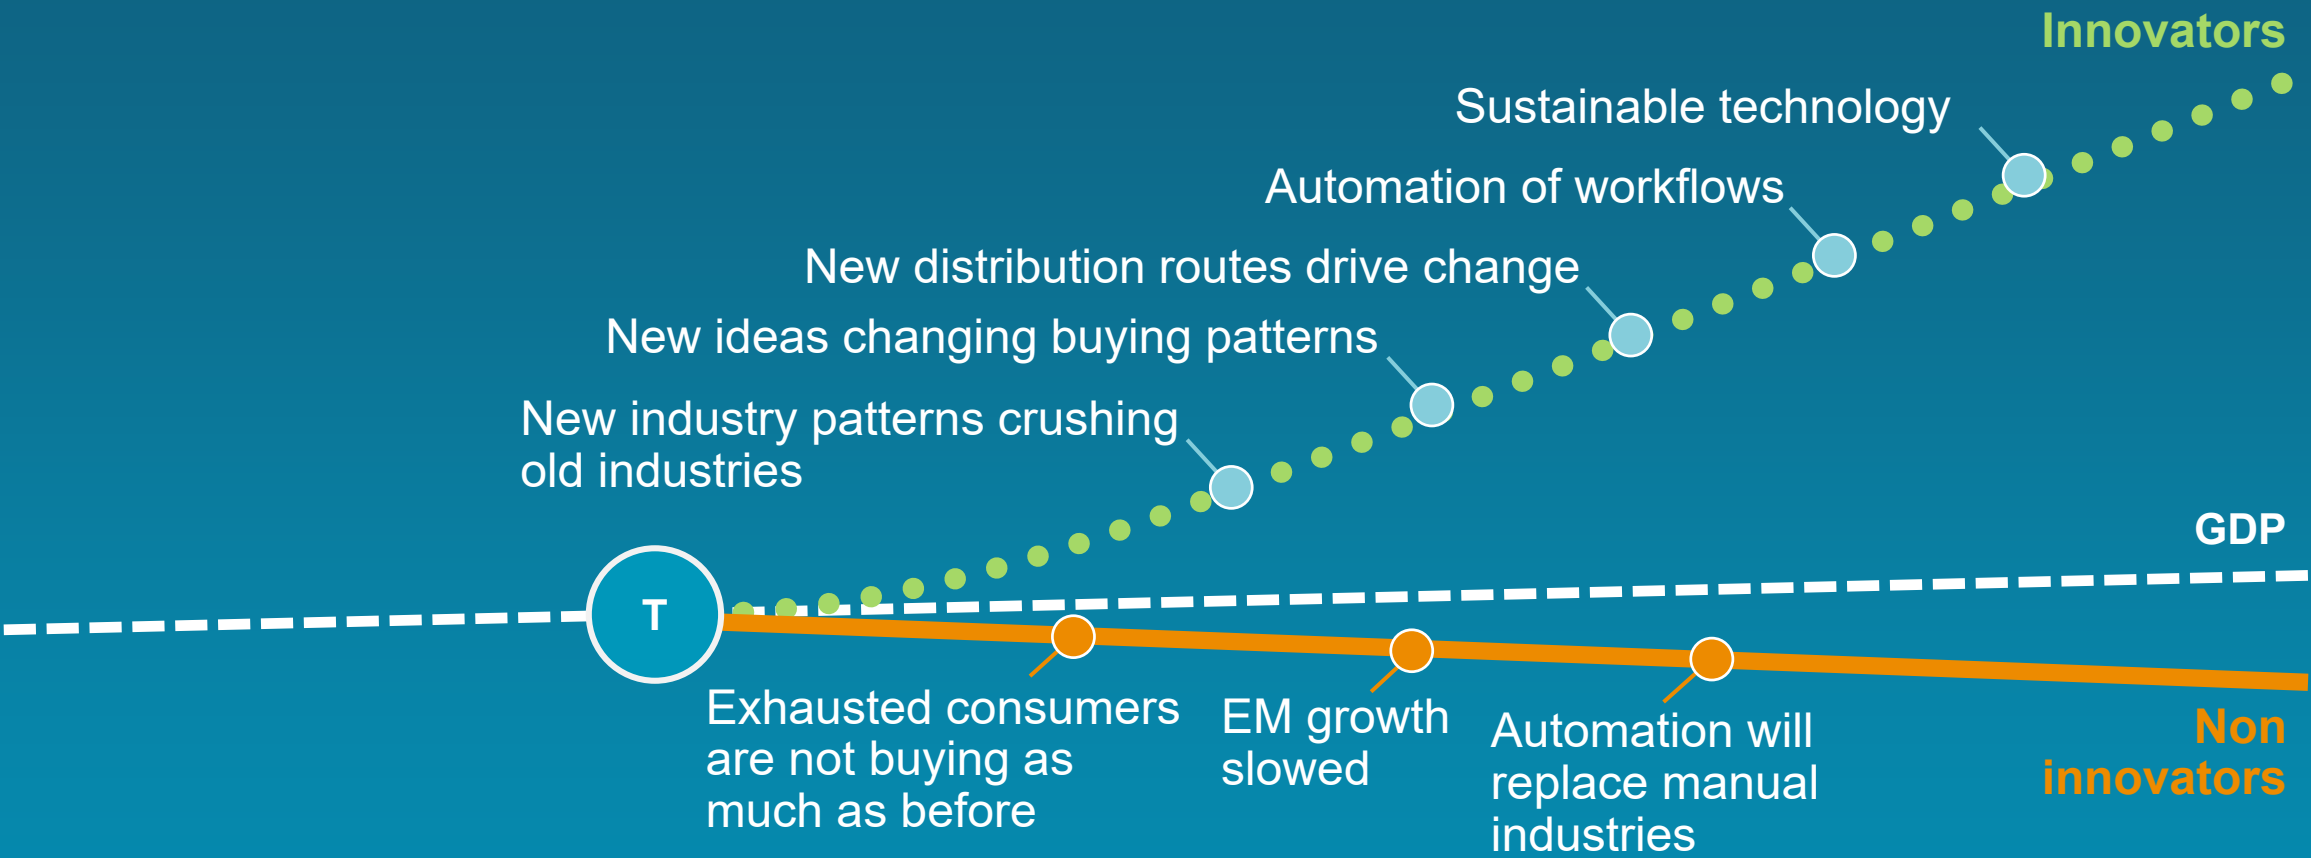 Innovators
Sustainable technology
Automation of workflows
New distribution routes drive change
New ideas changing buying patterns
New industry patterns crushing
old industries
GDP
T
Exhausted consumers
are not buying as
much as before
EM growth
slowed
Automation will
replace manual
industries
Non
innovators